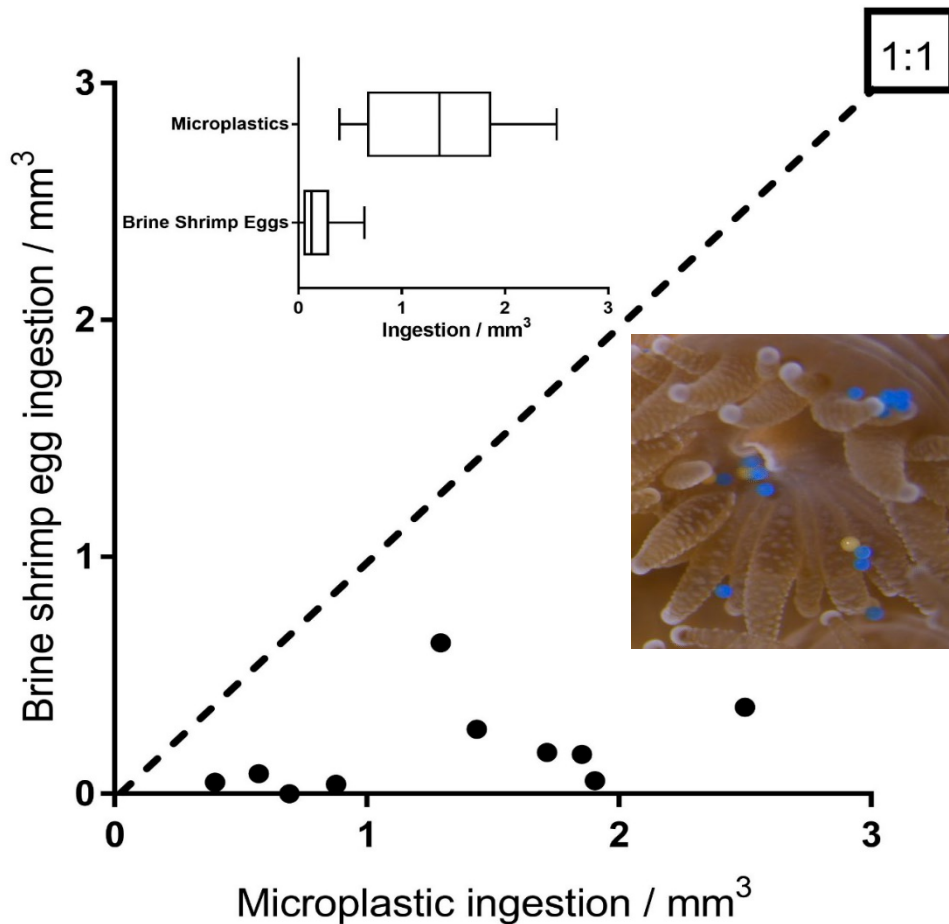 1:1
3
2
1
0
Brine shrimp egg ingestion / mm³
Microplastics
Brine Shrimp Eggs
0 1 2 3
Ingestion / mm³
0 1 2 3
Microplastic ingestion / mm³